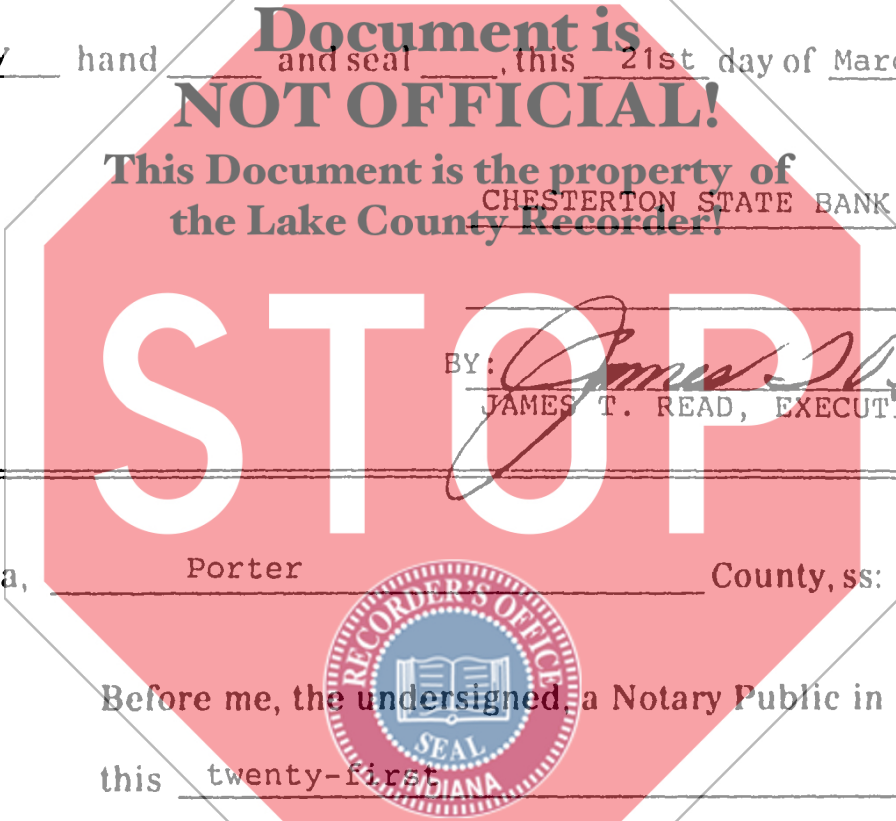 Document is
hand and seal , this 21st day of
NOT OFFICIAL!
This Document is the property of
CHESTERTON STATE BANK
the Lake County Recorder!
STOP
BY: James T.
JAMES T. READ,
Porter County, ss:
RECORDER'S OFFICE
SEAL
INDIANA
Before me, the undersigned, a Notary Public in
this twenty-first